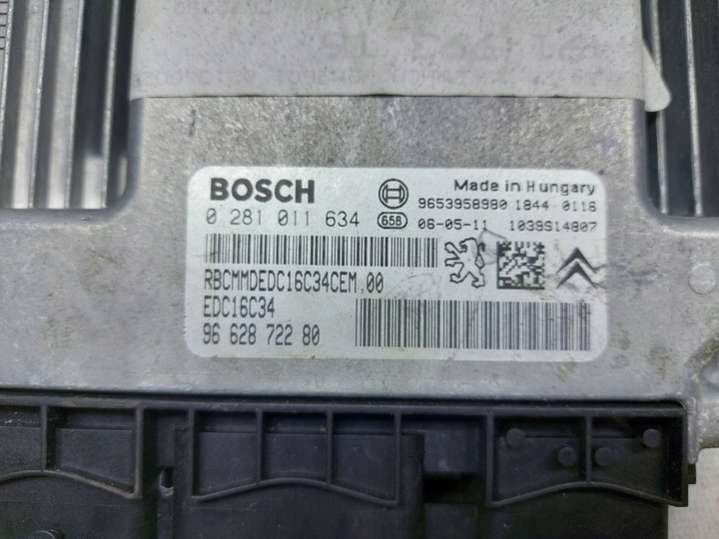 BOSCH
Made in Hungary
9653958980 1844 0116
0 281 011 634
656 06-05-11 1039S14807
RBCMMDEDC16C34CEM.00
EDC16C34
96 628 722 80